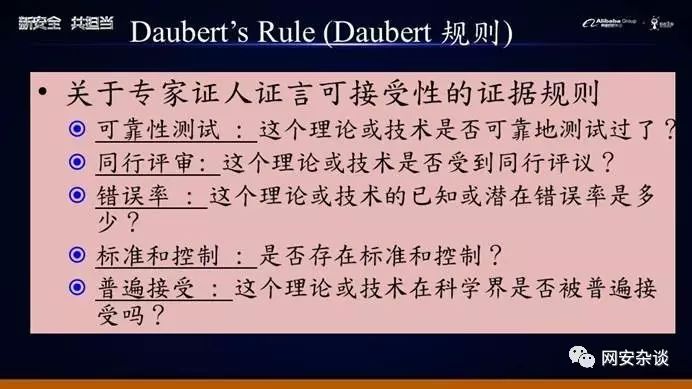 新安全 共担当
Daubert's Rule (Daubert 规则)
Alibaba Group
• 关于专家证人证言可接受性的证据规则
可靠性测试 ：这个理论或技术是否可靠地测试过了？
同行评审：这个理论或技术是否受到同行评议？
错误率 ：这个理论或技术的已知或潜在错误率是多
少？
标准和控制 ：是否存在标准和控制？
普遍接受 ：这个理论或技术在科学界是否被普遍接
受吗？
网安杂谈